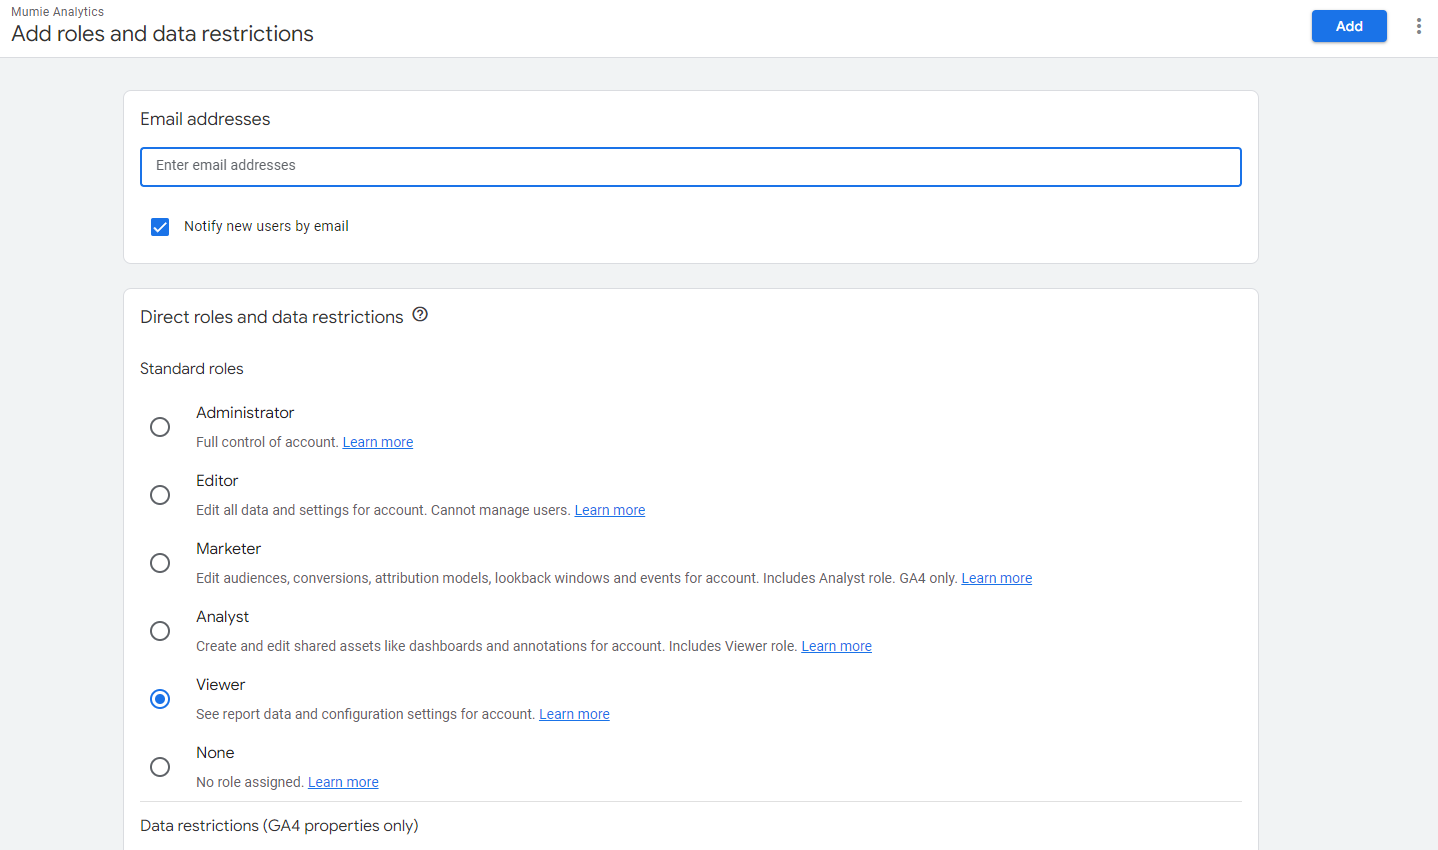 Mumie Analytics
Add roles and data restrictions
Add
Email addresses
Enter email addresses
Notify new users by email
Direct roles and data restrictions
Standard roles
Administrator
Full control of account. Learn more
Editor
Edit all data and settings for account. Cannot manage users. Learn more
Marketer
Edit audiences, conversions, attribution models, lookback windows and events for account. Includes Analyst role. GA4 only. Learn more
Analyst
Create and edit shared assets like dashboards and annotations for account. Includes Viewer role. Learn more
Viewer
See report data and configuration settings for account. Learn more
None
No role assigned. Learn more
Data restrictions (GA4 properties only)